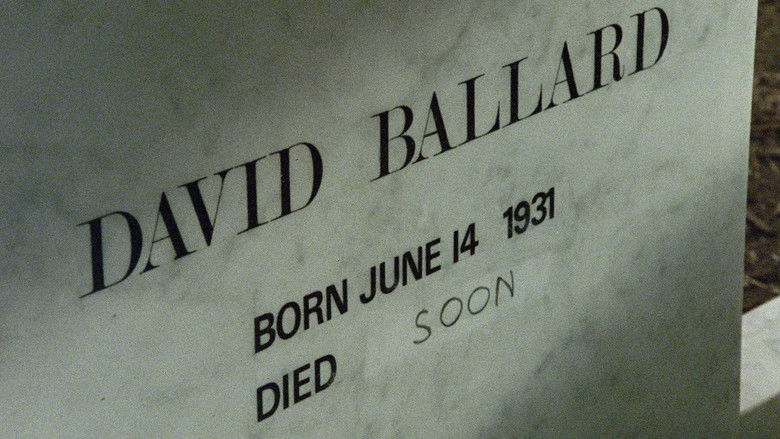 DAVID BALLARD
BORN JUNE 14 1931
DIED SOON